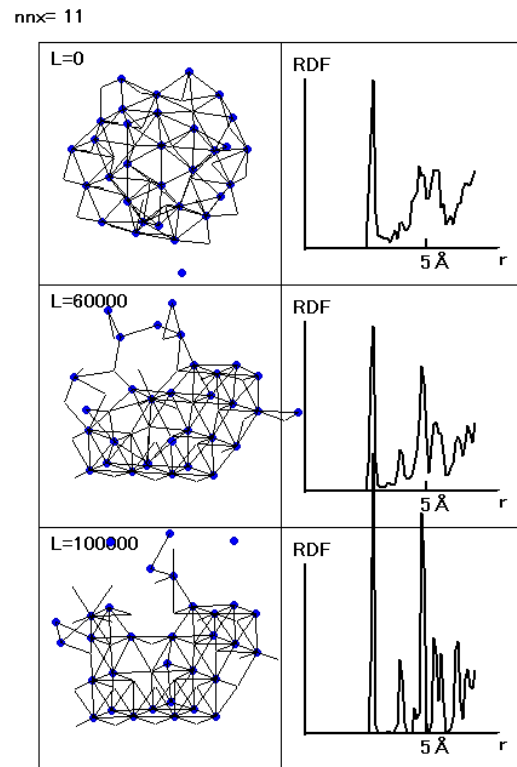 nnx= 11
L=0
RDF
5 Å
r
L=60000
RDF
5 Å
r
L=100000
RDF
5 Å
r